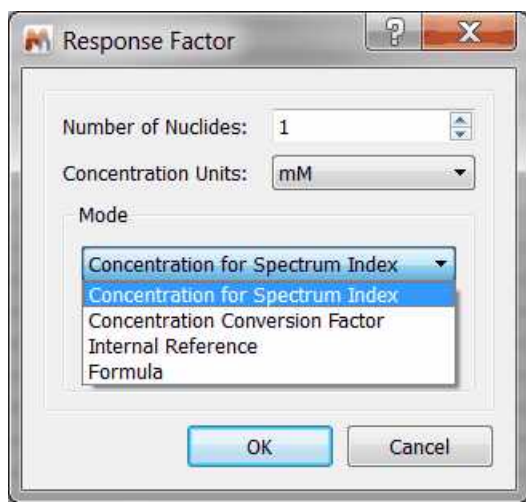 Response Factor
Number of Nuclides: 1
Concentration Units: mM
Mode
Concentration for Spectrum Index
Concentration for Spectrum Index
Concentration Conversion Factor
Internal Reference
Formula
OK Cancel